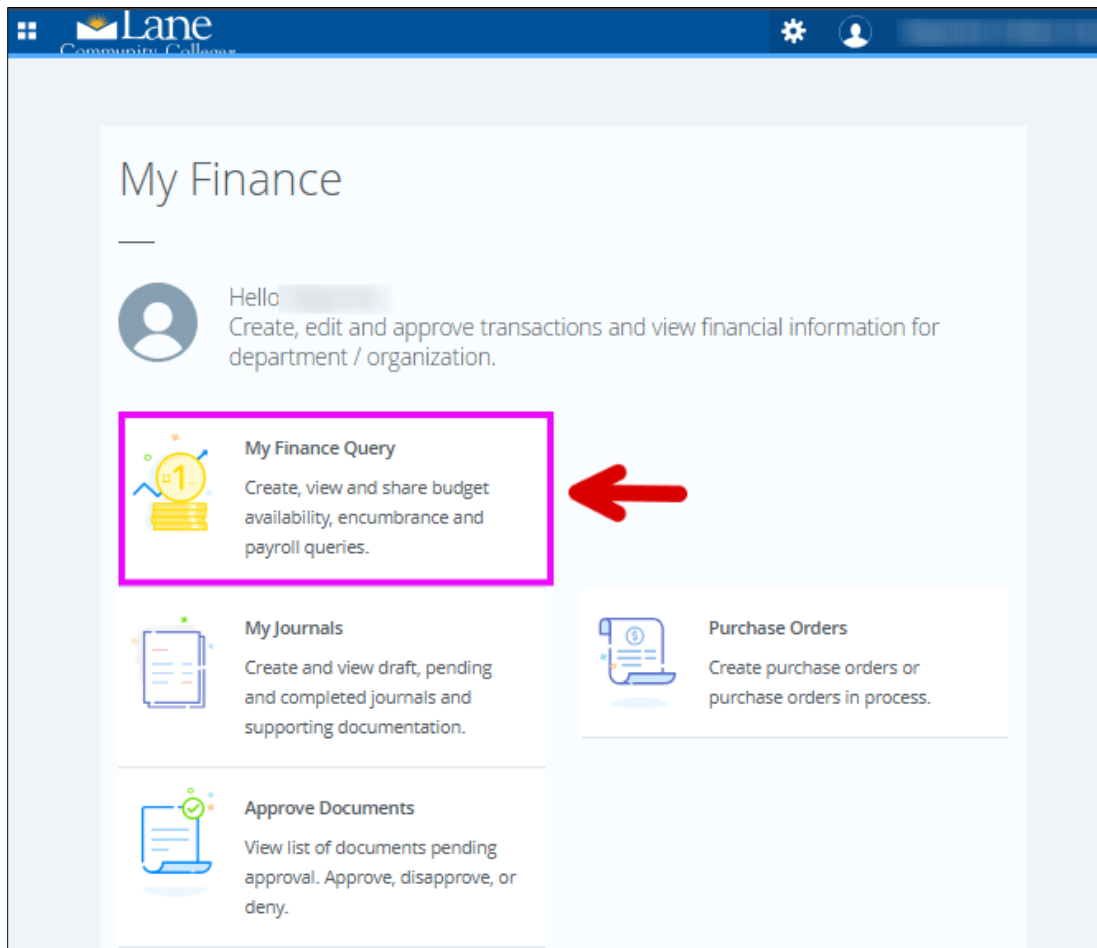 Lane
Community College
My Finance
Hello
Create, edit and approve transactions and view financial information for
department / organization.
My Finance Query
Create, view and share budget
availability, encumbrance and
payroll queries.
1
My Journals
Create and view draft, pending
and completed journals and
supporting documentation.
Purchase Orders
Create purchase orders or
purchase orders in process.
$
Approve Documents
View list of documents pending
approval. Approve, disapprove, or
deny.